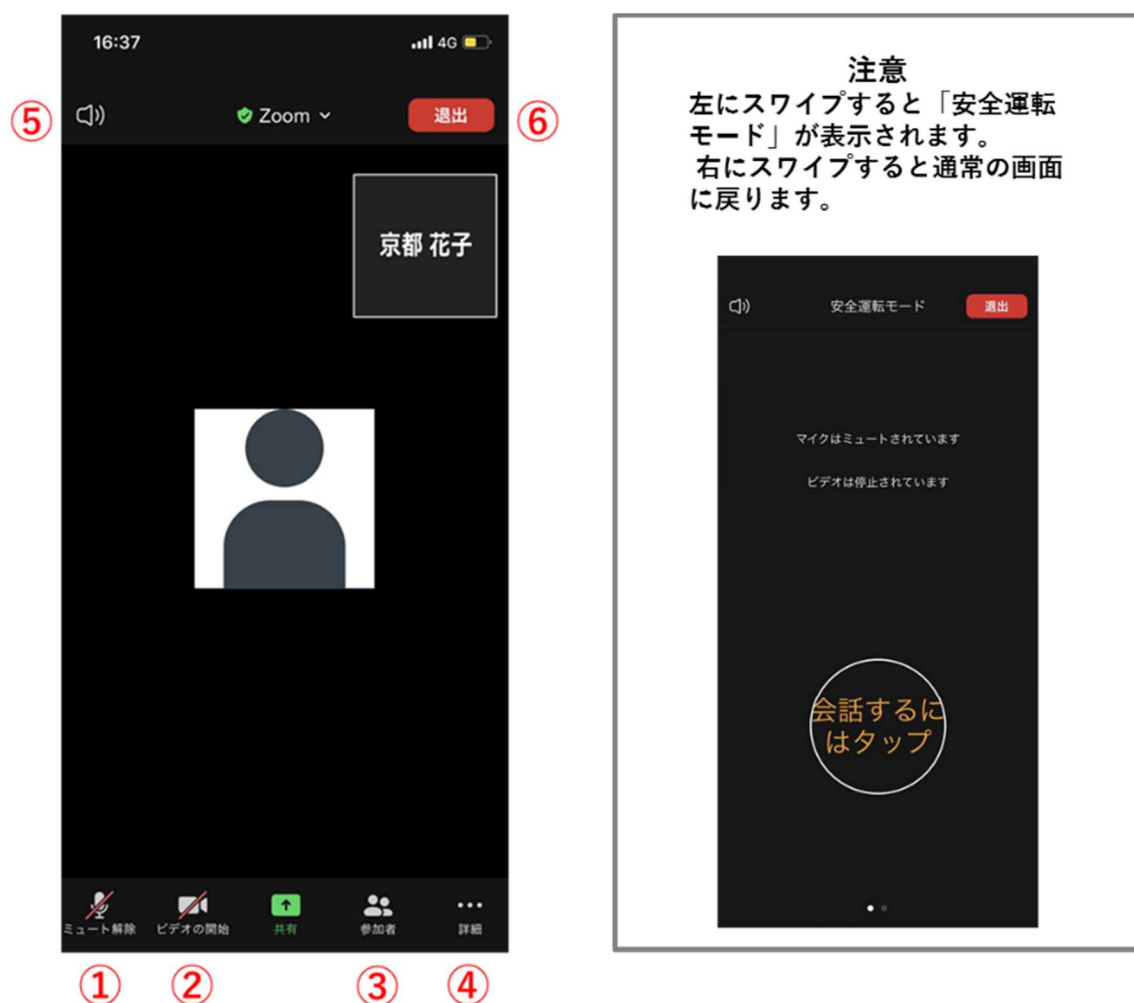 16:37 4G
⑤ Zoom 退出 ⑥
京都 花子
ミュート解除 ビデオの開始 共有 参加者 詳細
① ② ③ ④
注意
左にスワイプすると「安全運転
モード」が表示されます。
右にスワイプすると通常の画面
に戻ります。
安全運転モード 退出
マイクはミュートされています
ビデオは停止されています
会話するに
はタップ